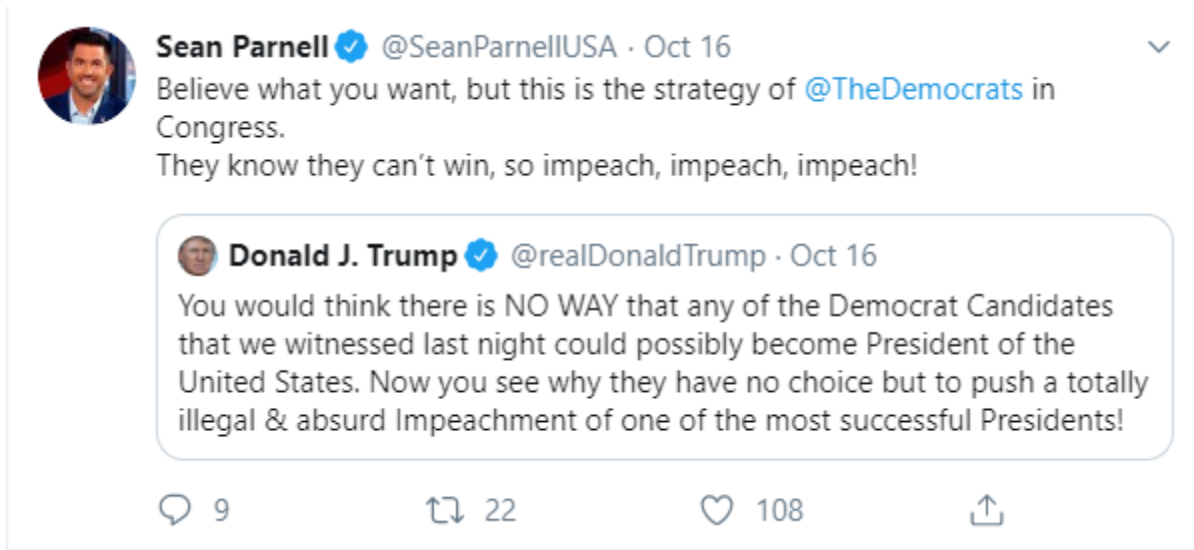 Sean Parnell @SeanParnellUSA · Oct 16
Believe what you want, but this is the strategy of @TheDemocrats in
Congress.
They know they can't win, so impeach, impeach, impeach!
Donald J. Trump @realDonaldTrump · Oct 16
You would think there is NO WAY that any of the Democrat Candidates
that we witnessed last night could possibly become President of the
United States. Now you see why they have no choice but to push a totally
illegal & absurd Impeachment of one of the most successful Presidents!
9 22 108